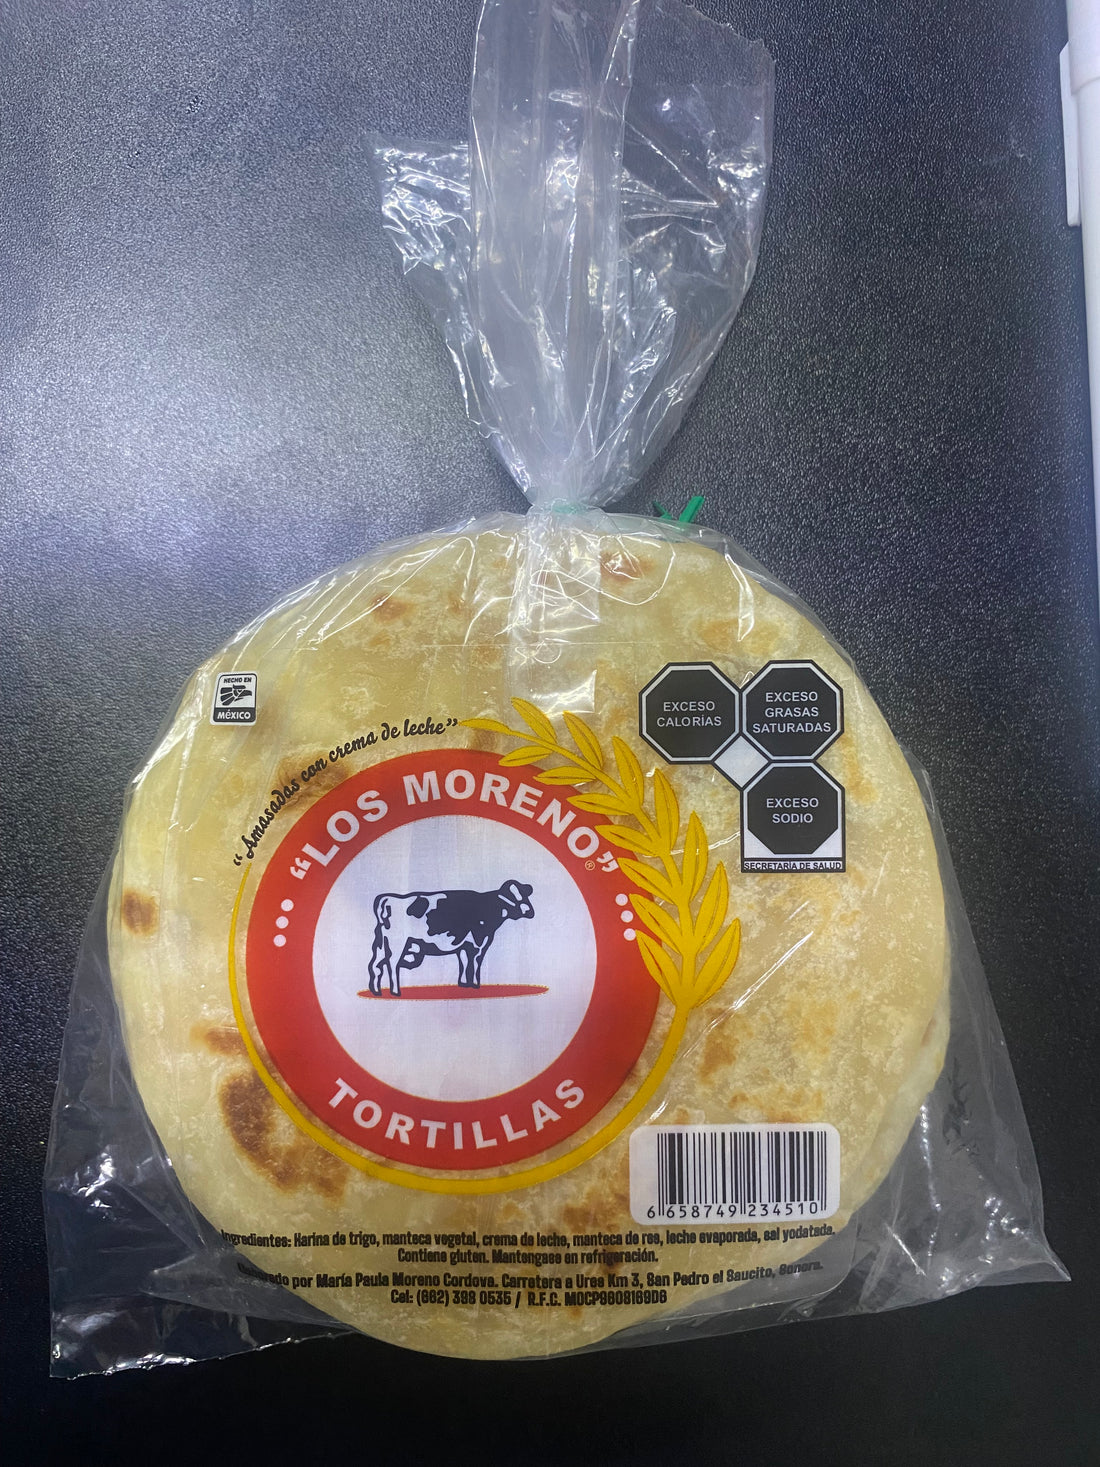 HECHO EN
MÉXICO
EXCESO
CALORÍAS
EXCESO
GRASAS
SATURADAS
EXCESO
SODIO
SECRETARÍA DE SALUD
“Amasadas con crema de leche”
“LOS MORENO”®
TORTILLAS
6 658749 234510
Ingredientes: Harina de trigo, manteca vegetal, crema de leche, manteca de res, leche evaporada, sal yodatada.
Contiene gluten. Mantengase en refrigeración.
por María Paula Moreno Cordova. Carretera a Ures Km 3, San Pedro el Saucito, Sonora.
Cel: (662) 0535 / R.F.C.